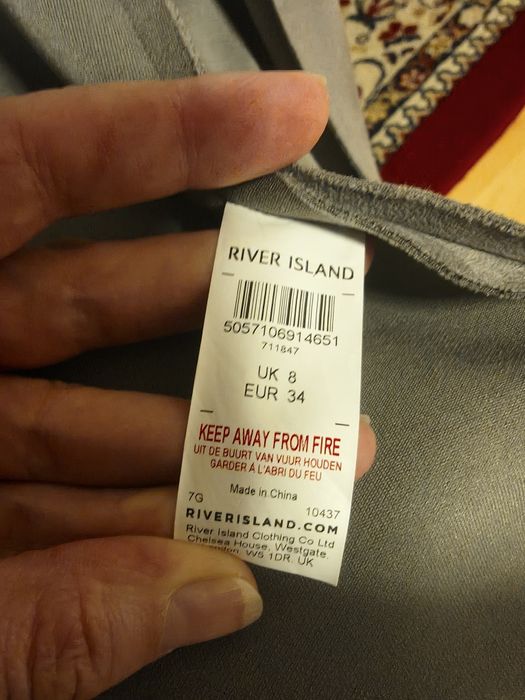 RIVER ISLAND
5057106914651
711847
UK 8
EUR 34
KEEP AWAY FROM FIRE
UIT DE BUURT VAN VUUR HOUDEN
GARDER À L'ABRI DU FEU
Made in China
7G 10437
RIVERISLAND.COM
River Island Clothing Co Ltd
Chelsea House, Westgate,
W5 1DR. UK